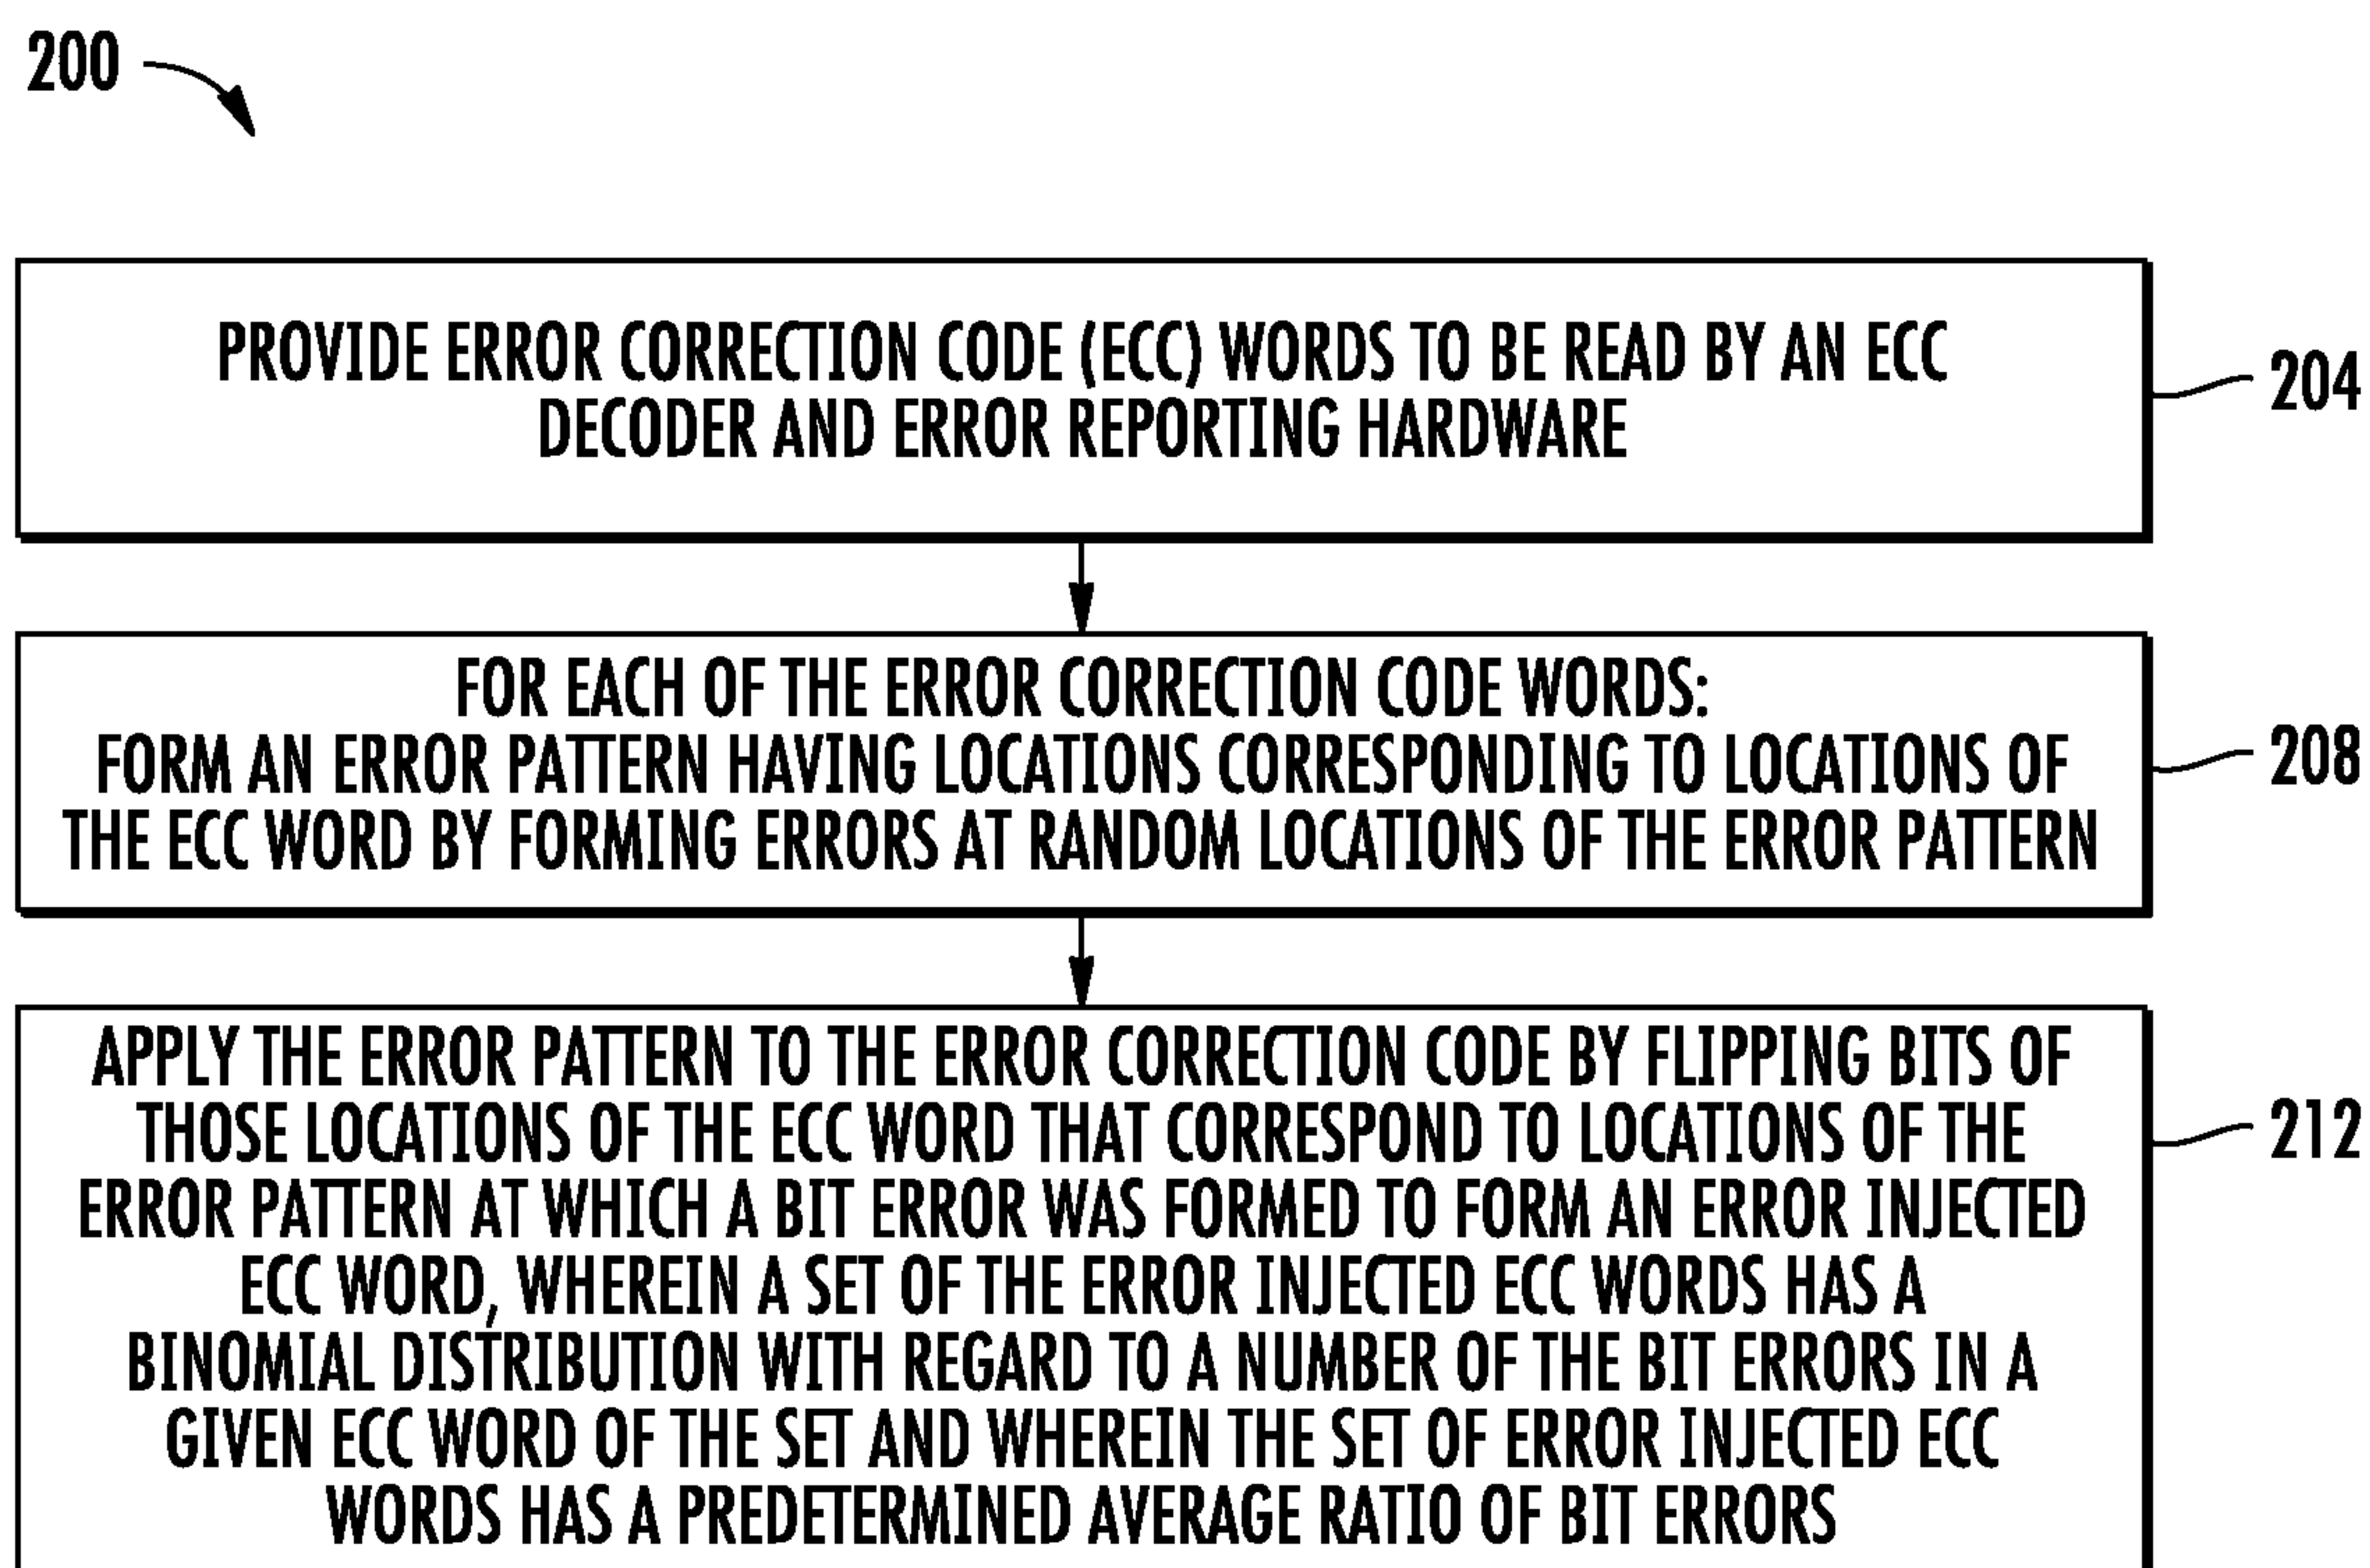 200
PROVIDE ERROR CORRECTION CODE (ECC) WORDS TO BE READ BY AN ECC
DECODER AND ERROR REPORTING HARDWARE
204
FOR EACH OF THE ERROR CORRECTION CODE WORDS:
FORM AN ERROR PATTERN HAVING LOCATIONS CORRESPONDING TO LOCATIONS OF
THE ECC WORD BY FORMING ERRORS AT RANDOM LOCATIONS OF THE ERROR PATTERN
208
APPLY THE ERROR PATTERN TO THE ERROR CORRECTION CODE BY FLIPPING BITS OF
THOSE LOCATIONS OF THE ECC WORD THAT CORRESPOND TO LOCATIONS OF THE
ERROR PATTERN AT WHICH A BIT ERROR WAS FORMED TO FORM AN ERROR INJECTED
ECC WORD, WHEREIN A SET OF THE ERROR INJECTED ECC WORDS HAS A
BINOMIAL DISTRIBUTION WITH REGARD TO A NUMBER OF THE BIT ERRORS IN A
GIVEN ECC WORD OF THE SET AND WHEREIN THE SET OF ERROR INJECTED ECC
WORDS HAS A PREDETERMINED AVERAGE RATIO OF BIT ERRORS
212